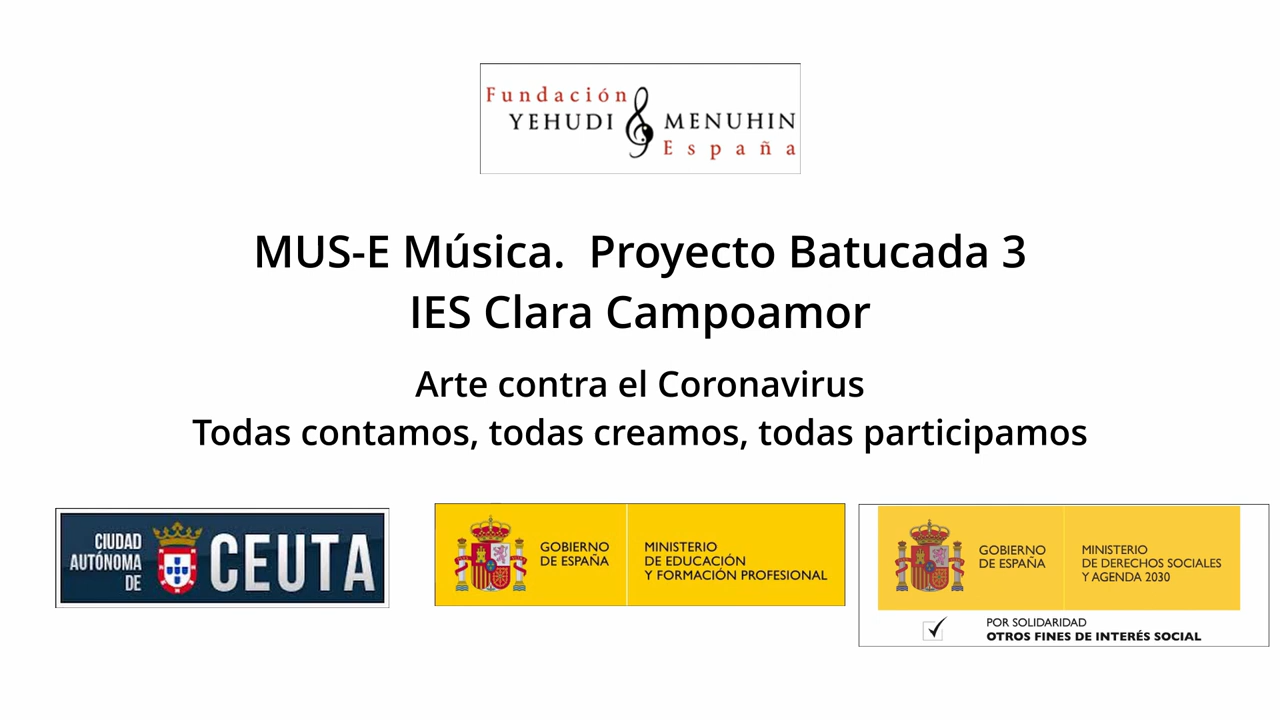 Fundación
YEHUDI MENUHIN
España
MUS-E Música. Proyecto Batucada 3
IES Clara Campoamor
Arte contra el Coronavirus
Todas contamos, todas creamos, todas participamos
CIUDAD
AUTÓNOMA
DE
CEUTA
GOBIERNO
DE ESPAÑA
MINISTERIO
DE EDUCACIÓN
Y FORMACIÓN PROFESIONAL
GOBIERNO
DE ESPAÑA
MINISTERIO
DE DERECHOS SOCIALES
Y AGENDA 2030
POR SOLIDARIDAD
OTROS FINES DE INTERÉS SOCIAL